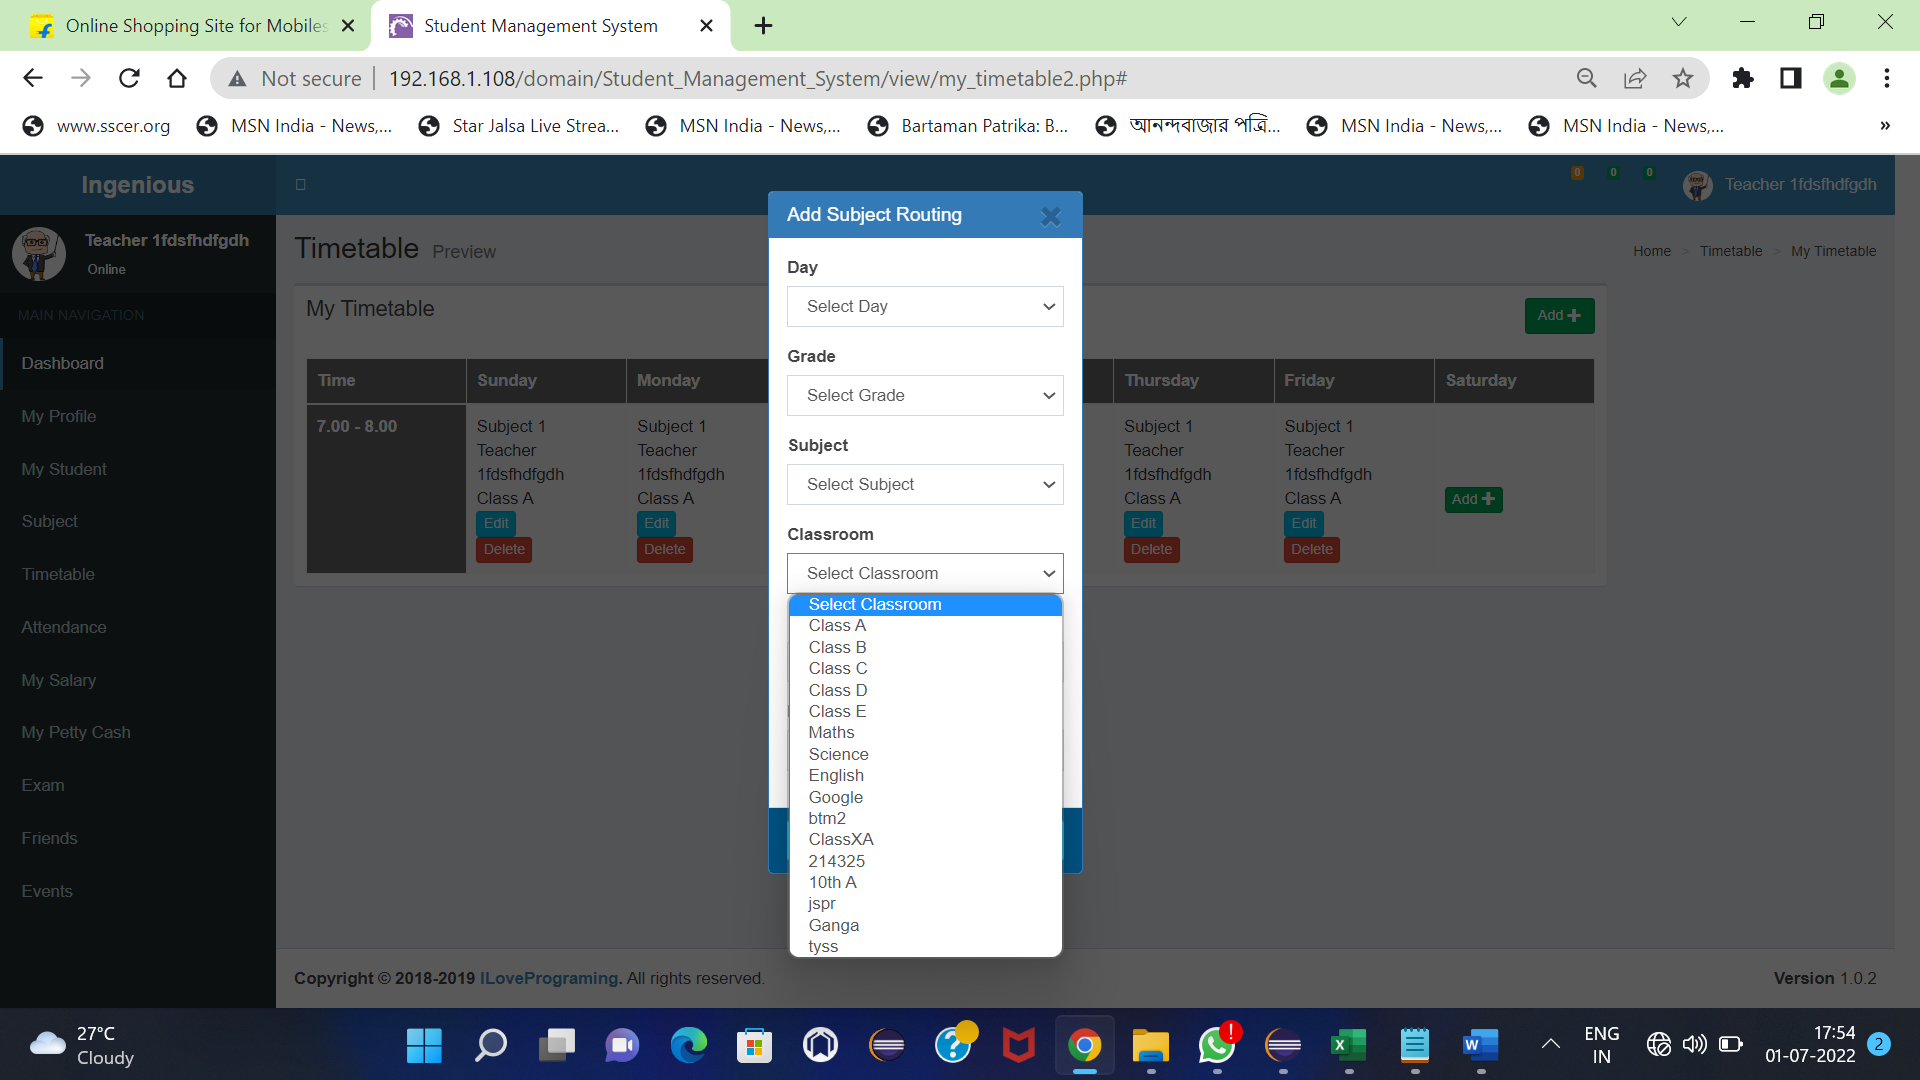 Online Shopping Site for Mobiles
Student Management System
Not secure
192.168.1.108/domain/Student_Management_System/view/my_timetable2.php#
www.sscer.org
MSN India - News,...
Star Jalsa Live Strea...
MSN India - News,...
Bartaman Patrika: B...
আনন্দবাজার পত্রি...
MSN India - News,...
MSN India - News,...
»
Ingenious
0
0
0
Teacher 1fdsfhdfgdh
Teacher 1fdsfhdfgdh
Online
MAIN NAVIGATION
Dashboard
My Profile
My Student
Subject
Timetable
Attendance
My Salary
My Petty Cash
Exam
Friends
Events
Timetable Preview
Home > Timetable > My Timetable
My Timetable
Add
Time
Sunday
Monday
Thursday
Friday
Saturday
7.00 - 8.00
Subject 1
Teacher
1fdsfhdfgdh
Class A
Edit
Delete
Subject 1
Teacher
1fdsfhdfgdh
Class A
Edit
Delete
Subject 1
Teacher
1fdsfhdfgdh
Class A
Edit
Delete
Subject 1
Teacher
1fdsfhdfgdh
Class A
Edit
Delete
Add
Add Subject Routing
Day
Select Day
Grade
Select Grade
Subject
Select Subject
Classroom
Select Classroom
Select Classroom
Class A
Class B
Class C
Class D
Class E
Maths
Science
English
Google
btm2
ClassXA
214325
10th A
jspr
Ganga
tyss
Copyright © 2018-2019 ILovePrograming. All rights reserved.
Version 1.0.2
27°C
Cloudy
ENG
IN
17:54
01-07-2022
2